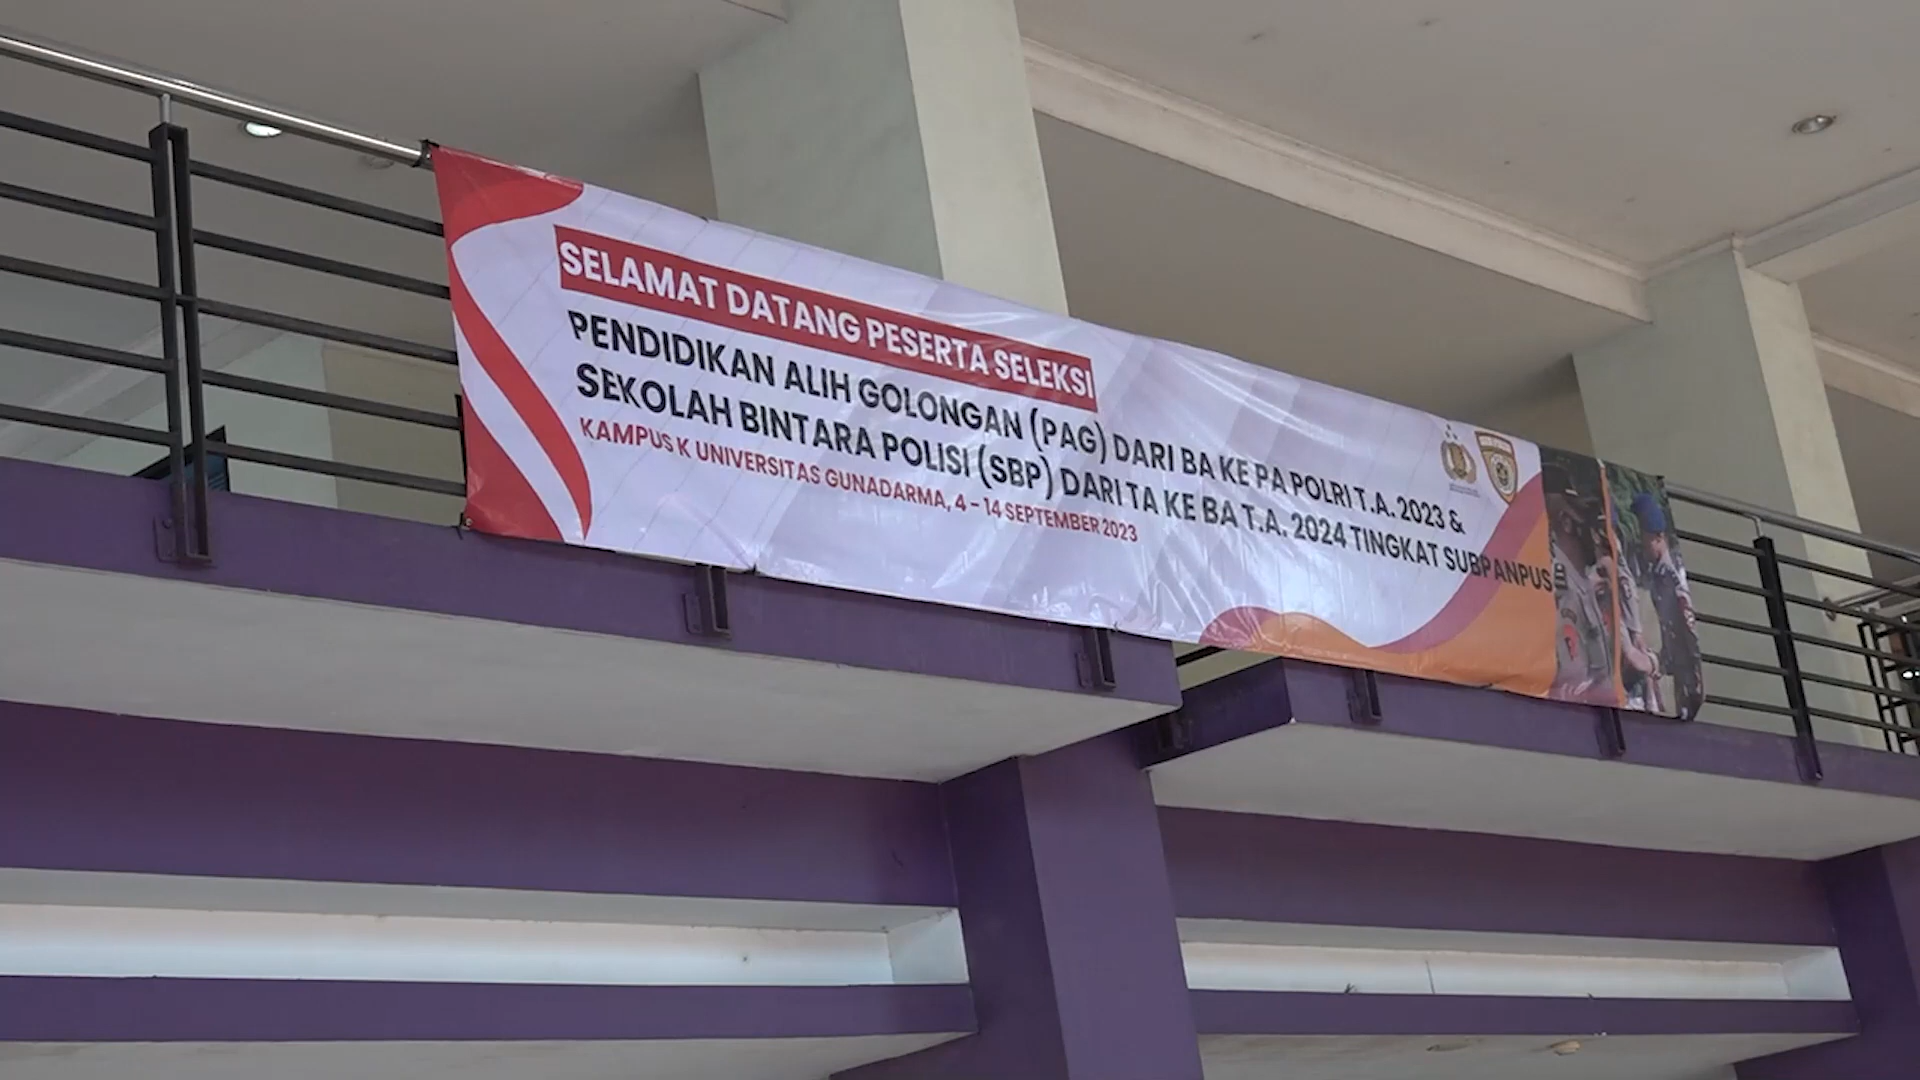 SELAMAT DATANG PESERTA SELEKSI
PENDIDIKAN ALIH GOLONGAN (PAG) DARI BA KE PA POLRI T.A. 2023 &
SEKOLAH BINTARA POLISI (SBP) DARI TA KE BA T.A. 2024 TINGKAT SUBPANPUS
KAMPUS K UNIVERSITAS GUNADARMA, 4 - 14 SEPTEMBER 2023